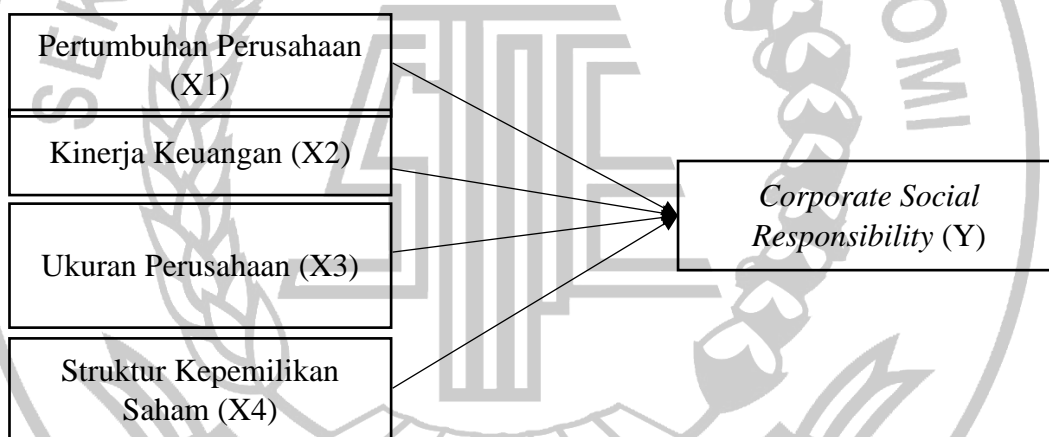 Pertumbuhan Perusahaan
(X1)
Kinerja Keuangan (X2)
Ukuran Perusahaan (X3)
Struktur Kepemilikan
Saham (X4)
Corporate Social
Responsibility (Y)